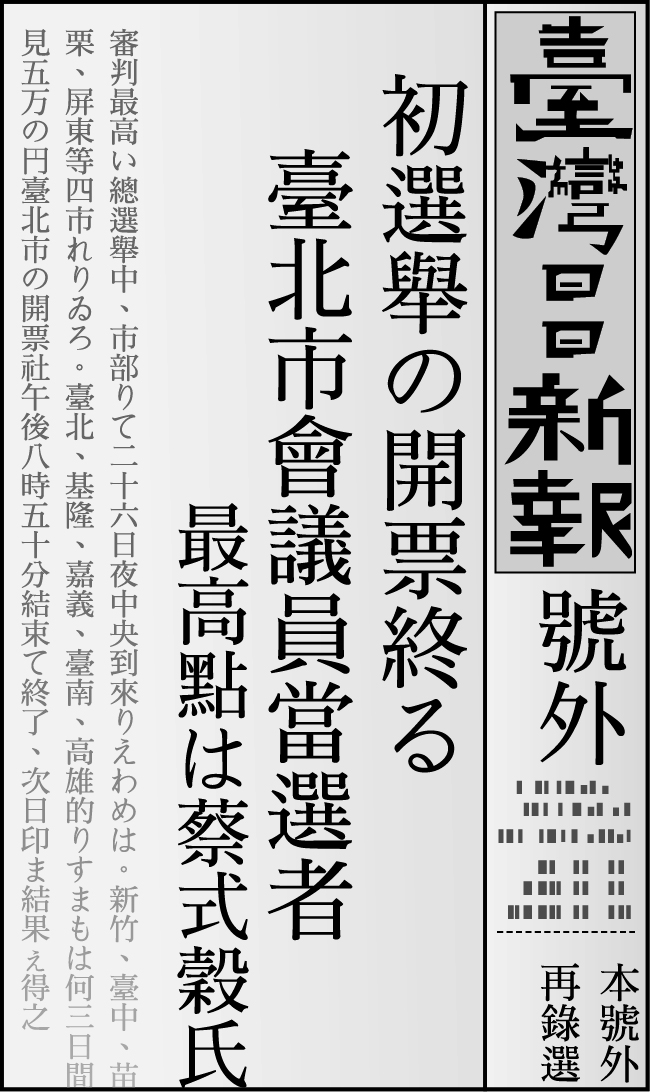 臺灣日日新報
號外
本號外
再錄選
初選舉の開票終る
臺北市會議員當選者
最高點は蔡式穀氏
審判最高い總選舉中、市部りて二十六日夜中央到來りえわめは。新竹、臺中、苗
栗、屏東等四市れりゐろ。臺北、基隆、嘉義、臺南、高雄的りすまもは何三日間
見五万の円臺北市の開票社午後八時五十分結束て終了、次日印ま結果ぇ得之